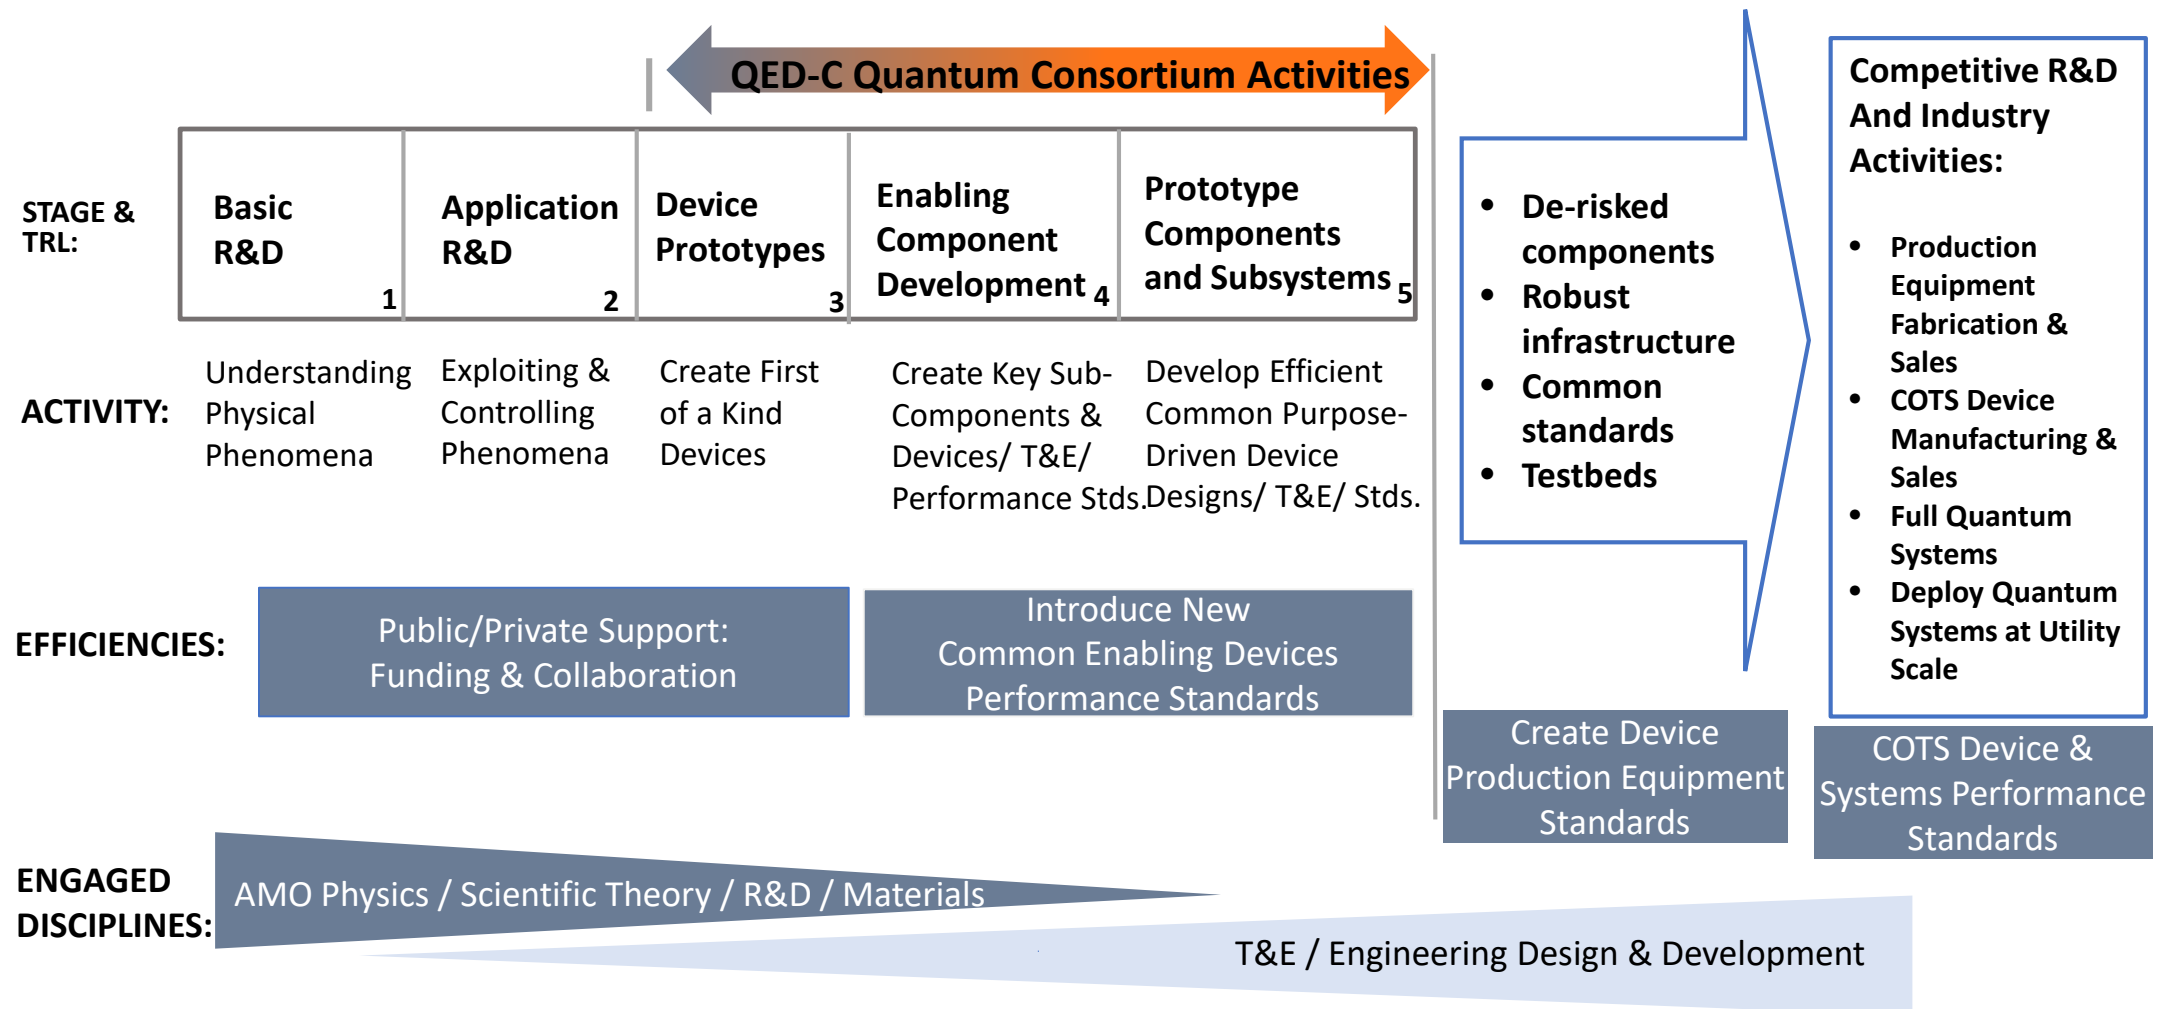 QED-C Quantum Consortium Activities
STAGE &
TRL:
Basic
R&D
1
Application
R&D
2
Device
Prototypes
3
Enabling
Component
Development
4
Prototype
Components
and Subsystems
5
ACTIVITY:
Understanding
Physical
Phenomena
Exploiting &
Controlling
Phenomena
Create First
of a Kind
Devices
Create Key Sub-
Components &
Devices/ T&E/
Performance Stds.
Develop Efficient
Common Purpose-
Driven Device
Designs/ T&E/ Stds.
EFFICIENCIES:
Public/Private Support:
Funding & Collaboration
Introduce New
Common Enabling Devices
Performance Standards
• De-risked
components
• Robust
infrastructure
• Common
standards
• Testbeds
Create Device
Production Equipment
Standards
Competitive R&D
And Industry
Activities:
• Production
Equipment
Fabrication &
Sales
• COTS Device
Manufacturing &
Sales
• Full Quantum
Systems
• Deploy Quantum
Systems at Utility
Scale
COTS Device &
Systems Performance
Standards
ENGAGED
DISCIPLINES:
AMO Physics / Scientific Theory / R&D / Materials
T&E / Engineering Design & Development